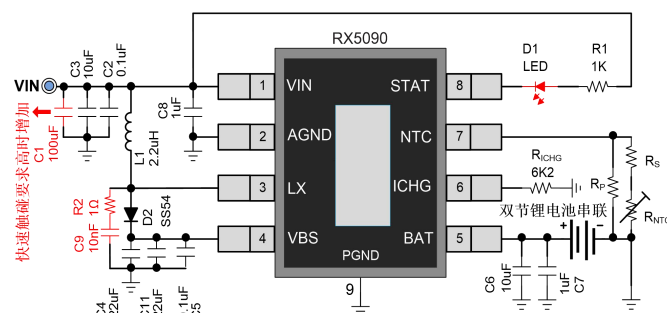 RX5090
VIN
快速触碰要求高时增加
C1
100uF
C3
10uF
C2
0.1uF
C8
1uF
L1
2.2uH
R2
1Ω
C9
10nF
D2
SS54
C11
C5
1 VIN
2 AGND
3 LX
4 VBS
STAT 8
NTC 7
ICHG 6
BAT 5
PGND
9
D1
LED
R1
1K
RICHG
6K2
RP
RS
RNTC
双节锂电池串联
+ −
C6
10uF
1uF
C7